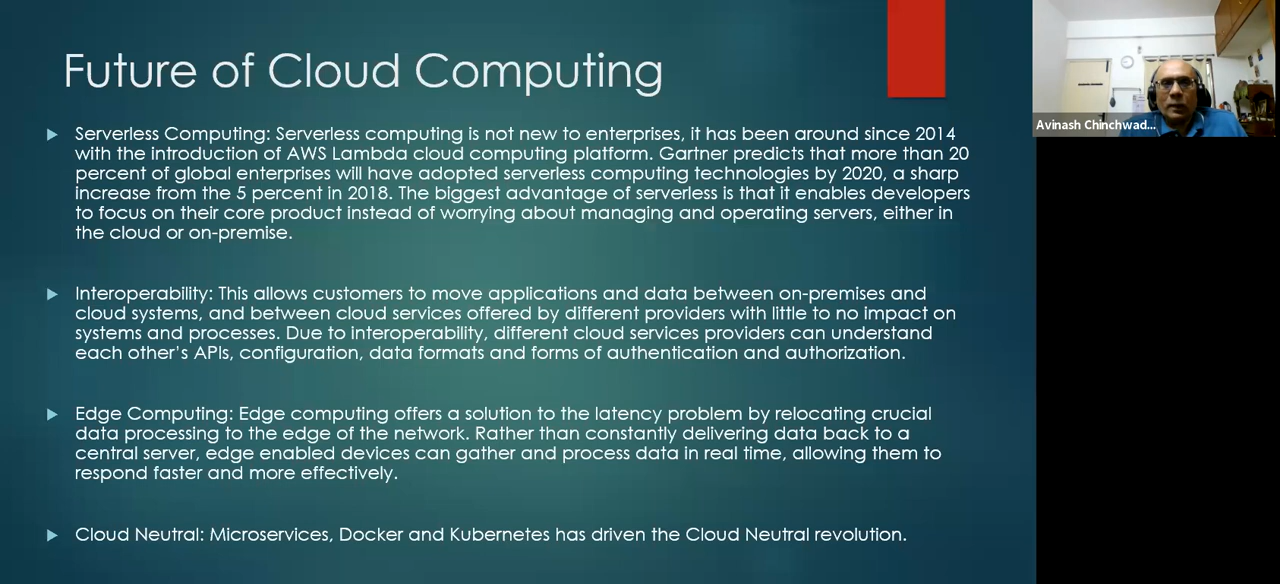 Future of Cloud Computing
Serverless Computing: Serverless computing is not new to enterprises, it has been around since 2014
with the introduction of AWS Lambda cloud computing platform. Gartner predicts that more than 20
percent of global enterprises will have adopted serverless computing technologies by 2020, a sharp
increase from the 5 percent in 2018. The biggest advantage of serverless is that it enables developers
to focus on their core product instead of worrying about managing and operating servers, either in
the cloud or on-premise.
Interoperability: This allows customers to move applications and data between on-premises and
cloud systems, and between cloud services offered by different providers with little to no impact on
systems and processes. Due to interoperability, different cloud services providers can understand
each other's APIs, configuration, data formats and forms of authentication and authorization.
Edge Computing: Edge computing offers a solution to the latency problem by relocating crucial
data processing to the edge of the network. Rather than constantly delivering data back to a
central server, edge enabled devices can gather and process data in real time, allowing them to
respond faster and more effectively.
Cloud Neutral: Microservices, Docker and Kubernetes has driven the Cloud Neutral revolution.
Avinash Chinchwad...